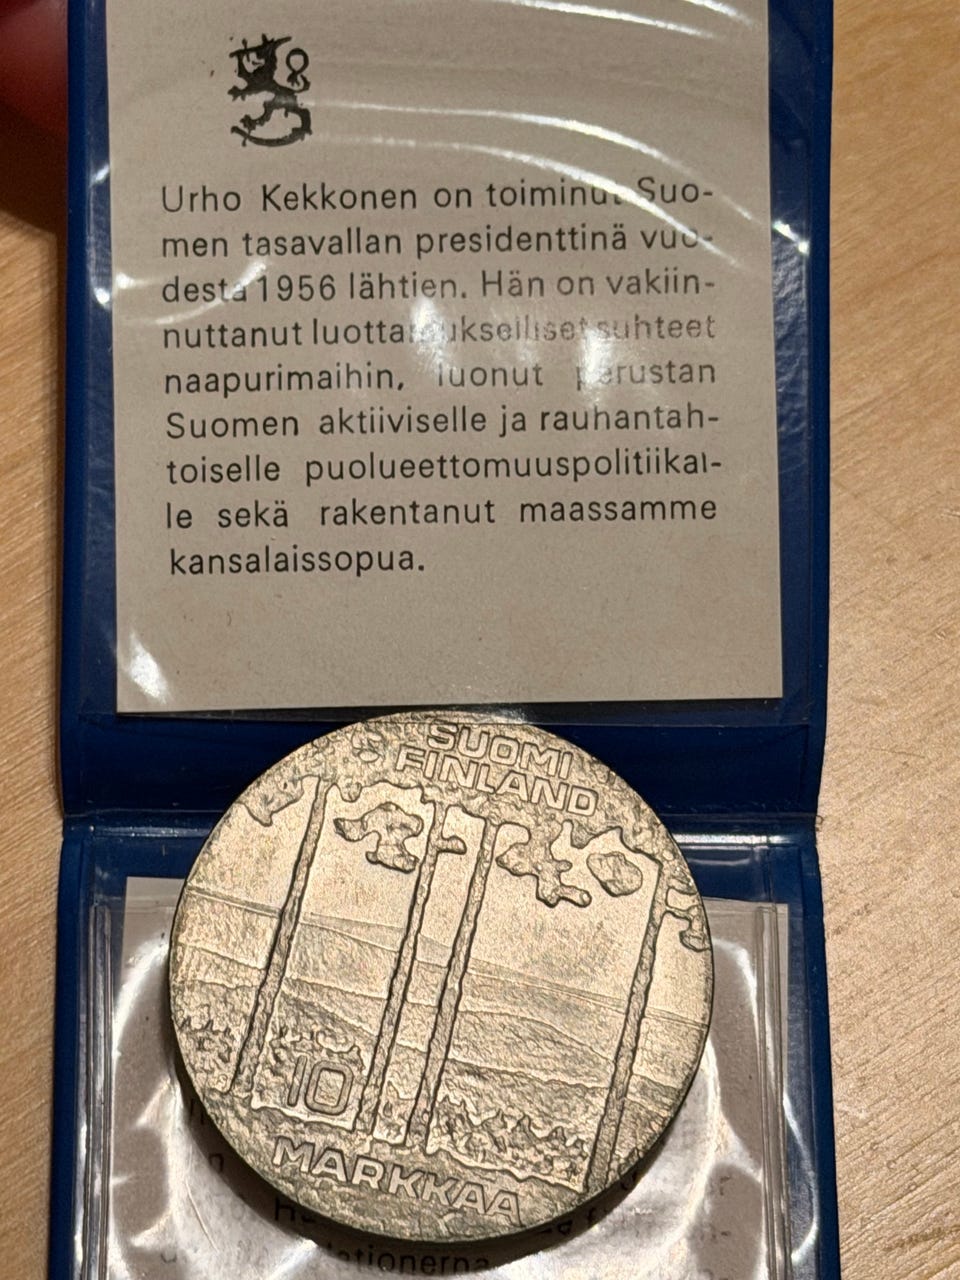 Urho Kekkonen on toiminut Suo-
men tasavallan presidenttinä vuo-
desta 1956 lähtien. Hän on vakiin-
nuttanut luottamukselliset suhteet
naapurimaihin, luonut perustan
Suomen aktiiviselle ja rauhantah-
toiselle puolueettomuuspolitiikal-
le sekä rakentanut maassamme
kansalaissopua.
SUOMI
FINLAND
10
MARKKAA